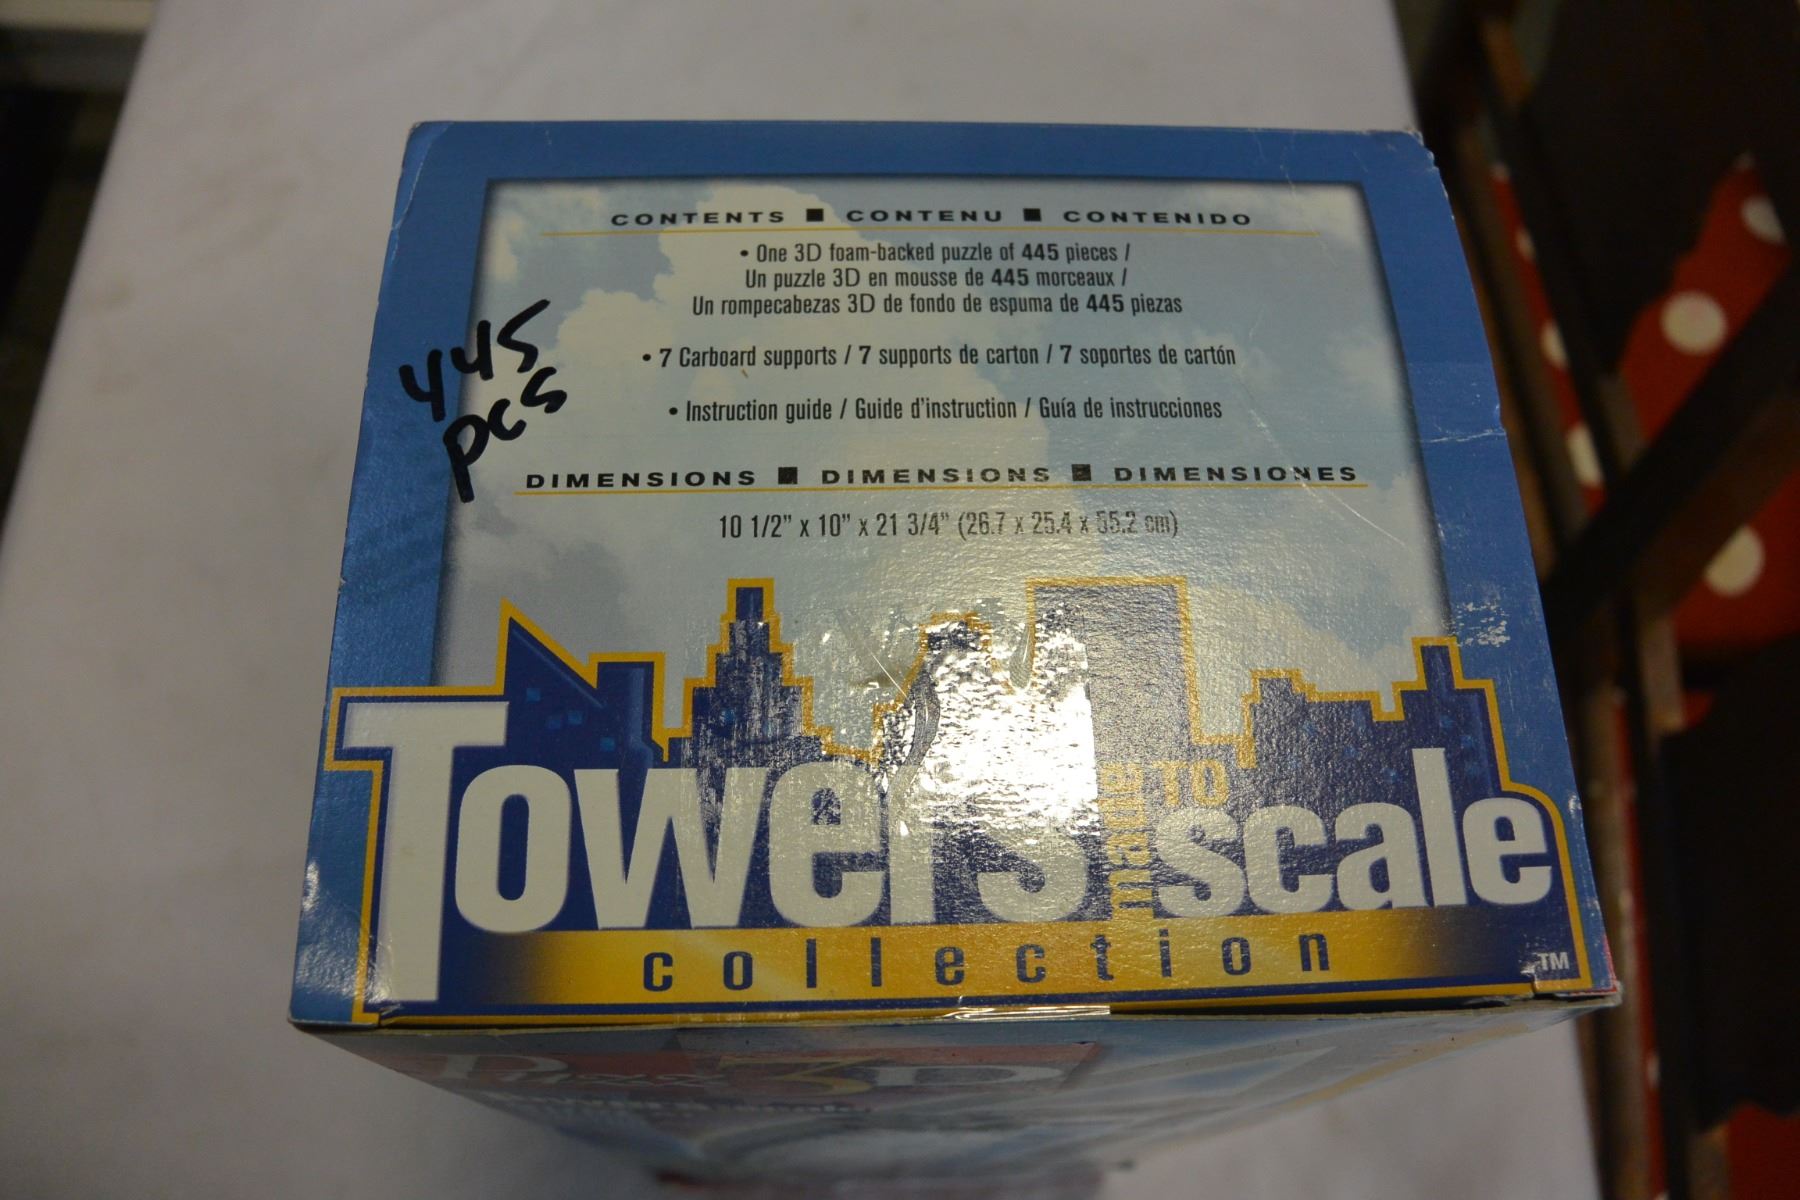 CONTENTS ■ CONTENU ■ CONTENIDO
• One 3D foam-backed puzzle of 445 pieces /
Un puzzle 3D en mousse de 445 morceaux /
Un rompecabezas 3D de fondo de espuma de 445 piezas
• 7 Carboard supports / 7 supports de carton / 7 soportes de cartón
• Instruction guide / Guide d'instruction / Guía de instrucciones
445
pcs
DIMENSIONS ■ DIMENSIONS ■ DIMENSIONES
10 1/2" x 10" x 21 3/4" (26.7 x 25.4 x 55.2 cm)
Towers made TO scale
collection TM